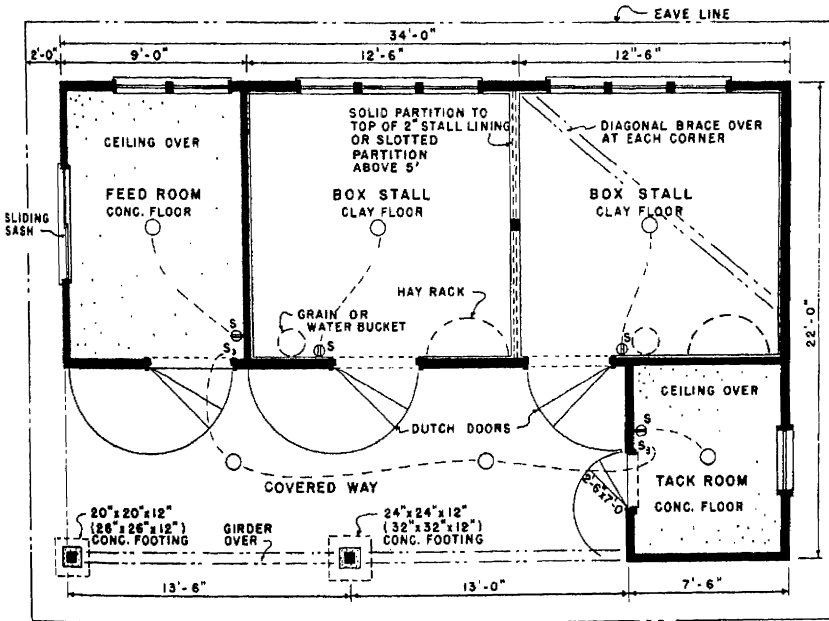 EAVE LINE
34'-0"
2'-0"
9'-0"
12'-6"
12"-6"
SOLID PARTITION TO
TOP OF 2" STALL LINING
OR SLOTTED
PARTITION
ABOVE 5'
DIAGONAL BRACE OVER
AT EACH CORNER
CEILING OVER
FEED ROOM
CONC. FLOOR
BOX STALL
CLAY FLOOR
BOX STALL
CLAY FLOOR
SLIDING
SASH
HAY RACK
GRAIN OR
WATER BUCKET
S
S
S
S₃
22'-0"
CEILING OVER
DUTCH DOORS
S
S₃
TACK ROOM
CONC. FLOOR
2'-6"x7'-0
COVERED WAY
20"x20"x12"
(26"x26"x12")
CONC. FOOTING
GIRDER
OVER
24"x24"x12"
(32"x32"x12")
CONC. FOOTING
13'-6"
13'-0"
7'-6"